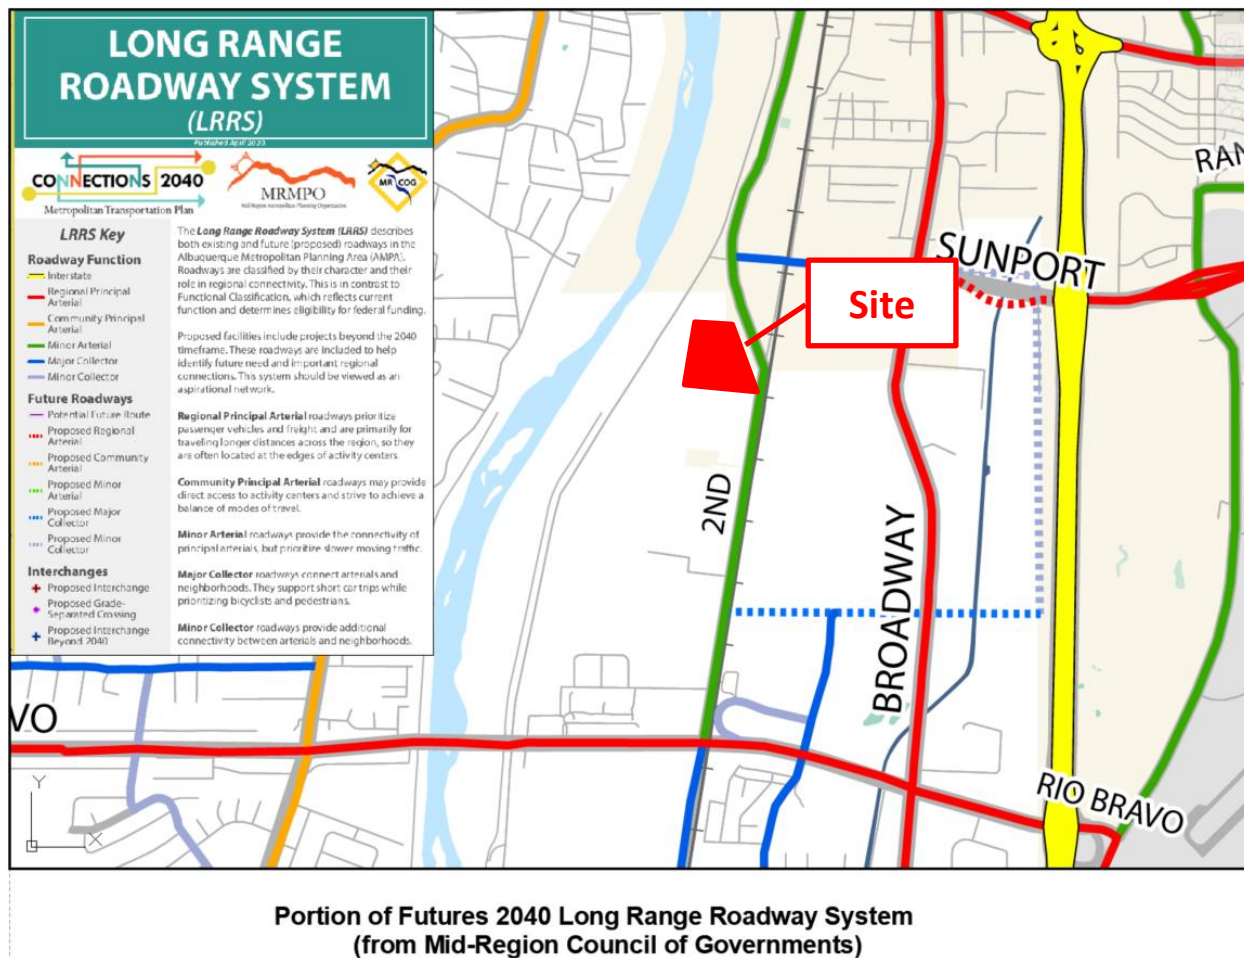 LONG RANGE
ROADWAY SYSTEM
(LRRS)
Published April 2020
CONNECTIONS 2040
Metropolitan Transportation Plan
MRMPO
Mid-Region Metropolitan Planning Organization
MR COG
LRRS Key
Roadway Function
Interstate
Regional Principal
Arterial
Community Principal
Arterial
Minor Arterial
Major Collector
Minor Collector
Future Roadways
Potential Future Route
Proposed Regional
Arterial
Proposed Community
Arterial
Proposed Minor
Arterial
Proposed Major
Collector
Proposed Minor
Collector
Interchanges
Proposed Interchange
Proposed Grade-
Separated Crossing
Proposed Interchange
Beyond 2040
The Long Range Roadway System (LRRS) describes
both existing and future (proposed) roadways in the
Albuquerque Metropolitan Planning Area (AMPA).
Roadways are classified by their character and their
role in regional connectivity. This is in contrast to
Functional Classification, which reflects current
function and determines eligibility for federal funding.
Proposed facilities include projects beyond the 2040
timeframe. These roadways are included to help
identify future need and important regional
connections. This system should be viewed as an
aspirational network.
Regional Principal Arterial roadways prioritize
passenger vehicles and freight and are primarily for
traveling longer distances across the region, so they
are often located at the edges of activity centers.
Community Principal Arterial roadways may provide
direct access to activity centers and strive to achieve a
balance of modes of travel.
Minor Arterial roadways provide the connectivity of
principal arterials, but prioritize slower moving traffic.
Major Collector roadways connect arterials and
neighborhoods. They support short car trips while
prioritizing bicyclists and pedestrians.
Minor Collector roadways provide additional
connectivity between arterials and neighborhoods.
RAN
SUNPORT
Site
2ND
BROADWAY
VO
RIO BRAVO
Y
X
Portion of Futures 2040 Long Range Roadway System
(from Mid-Region Council of Governments)